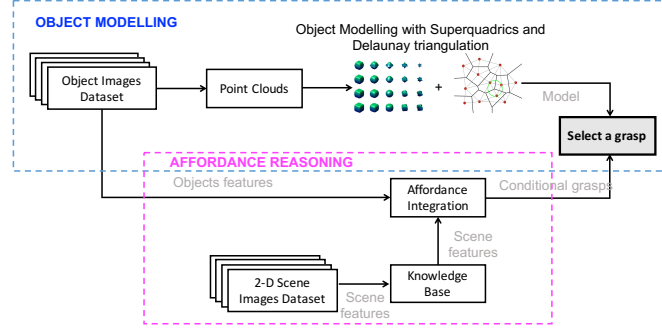 OBJECT MODELLING
Object Modelling with Superquadrics and
Delaunay triangulation
Object Images
Dataset
Point Clouds
+
Model
Select a grasp
AFFORDANCE REASONING
Objects features
Affordance
Integration
Conditional grasps
Scene
features
2-D Scene
Images Dataset
Scene
features
Knowledge
Base